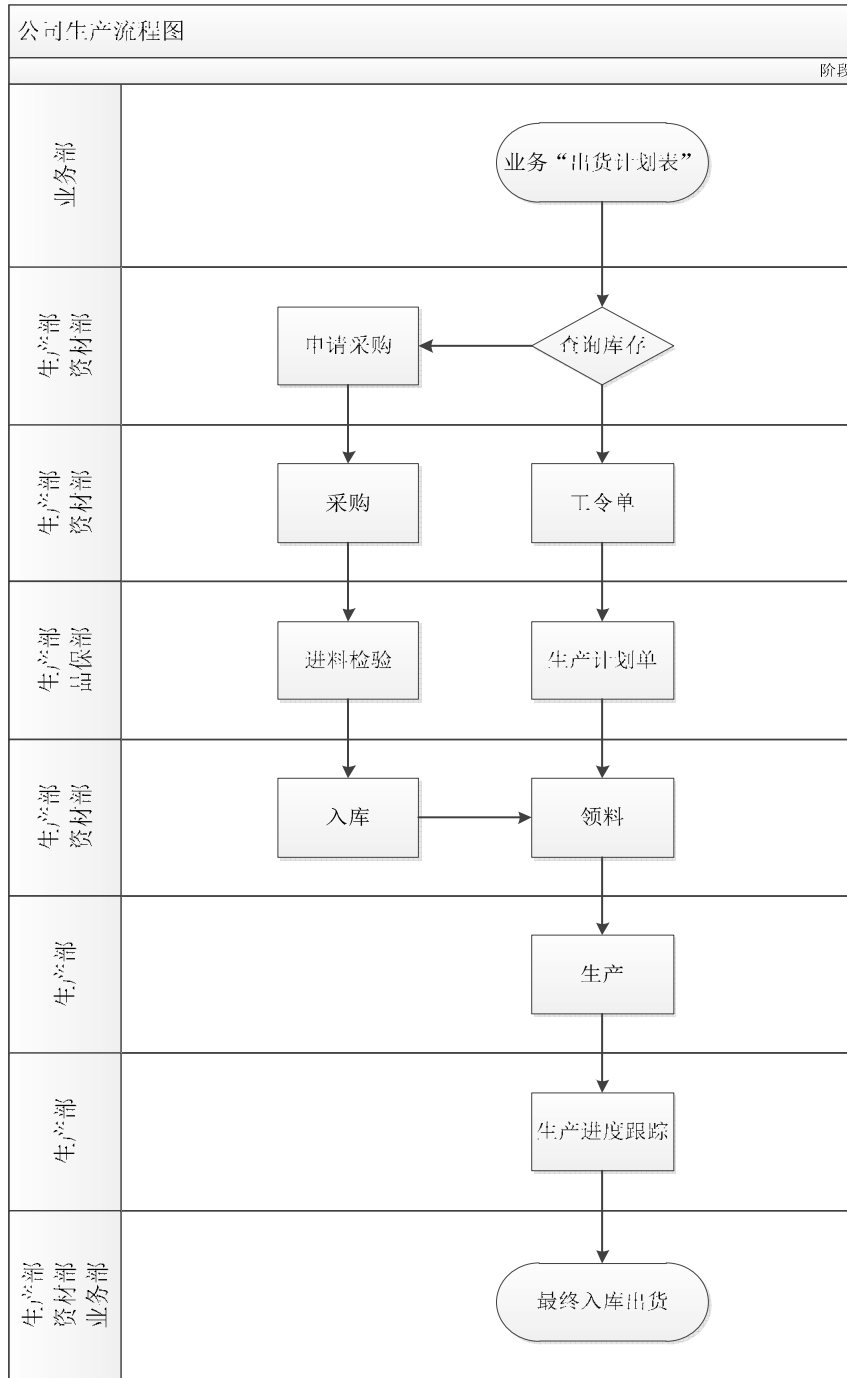 公司生产流程图
阶段
业务部
业务“出货计划表”
生产部
资材部
申请采购
查询库存
生产部
资材部
采购
工令单
生产部
品保部
进料检验
生产计划单
生产部
资材部
入库
领料
生产部
生产
生产部
生产进度跟踪
生产部
资材部
业务部
最终入库出货